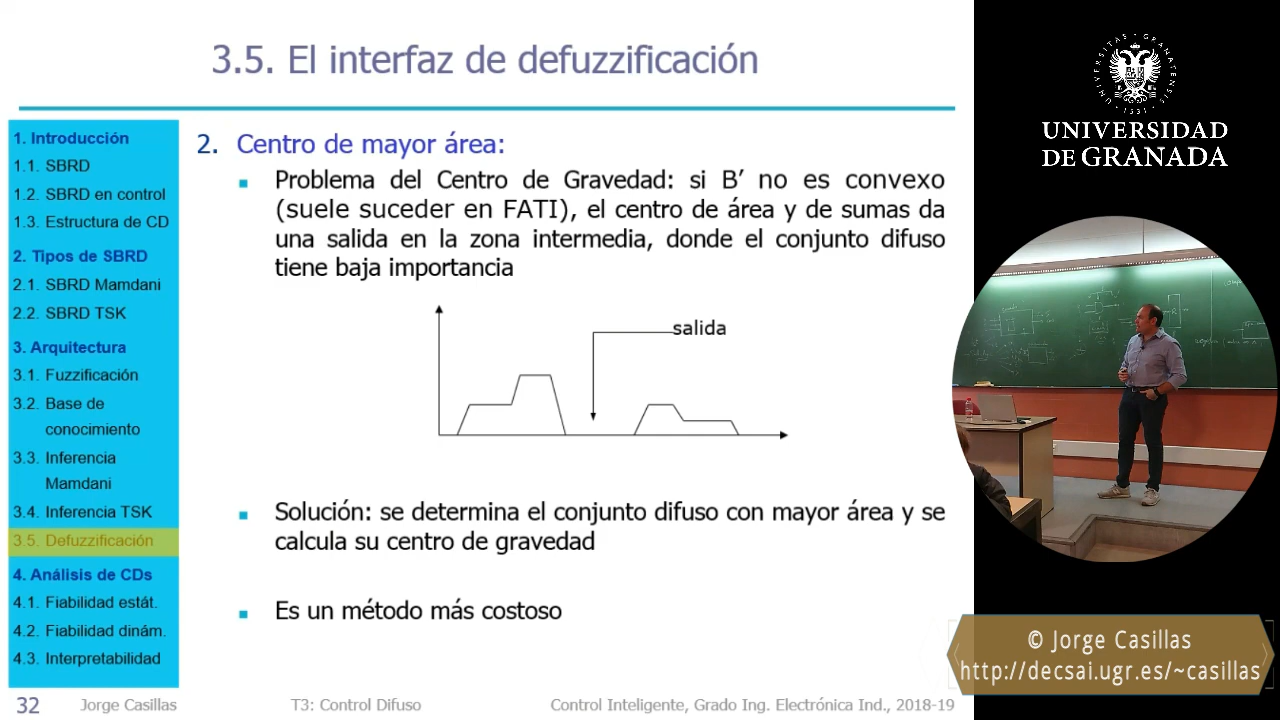 3.5. El interfaz de defuzzificación
1. Introducción
1.1. SBRD
1.2. SBRD en control
1.3. Estructura de CD
2. Tipos de SBRD
2.1. SBRD Mamdani
2.2. SBRD TSK
3. Arquitectura
3.1. Fuzzificación
3.2. Base de
conocimiento
3.3. Inferencia
Mamdani
3.4. Inferencia TSK
3.5. Defuzzificación
4. Análisis de CDs
4.1. Fiabilidad estát.
4.2. Fiabilidad dinám.
4.3. Interpretabilidad
2. Centro de mayor área:
Problema del Centro de Gravedad: si B’ no es convexo
(suele suceder en FATI), el centro de área y de sumas da
una salida en la zona intermedia, donde el conjunto difuso
tiene baja importancia
salida
Solución: se determina el conjunto difuso con mayor área y se
calcula su centro de gravedad
Es un método más costoso
32 Jorge Casillas T3: Control Difuso Control Inteligente, Grado Ing. Electrónica Ind., 2018-19
UNIVERSITAS · GRANATENSIS · 1531
UNIVERSIDAD
DE GRANADA
© Jorge Casillas
http://decsai.ugr.es/~casillas